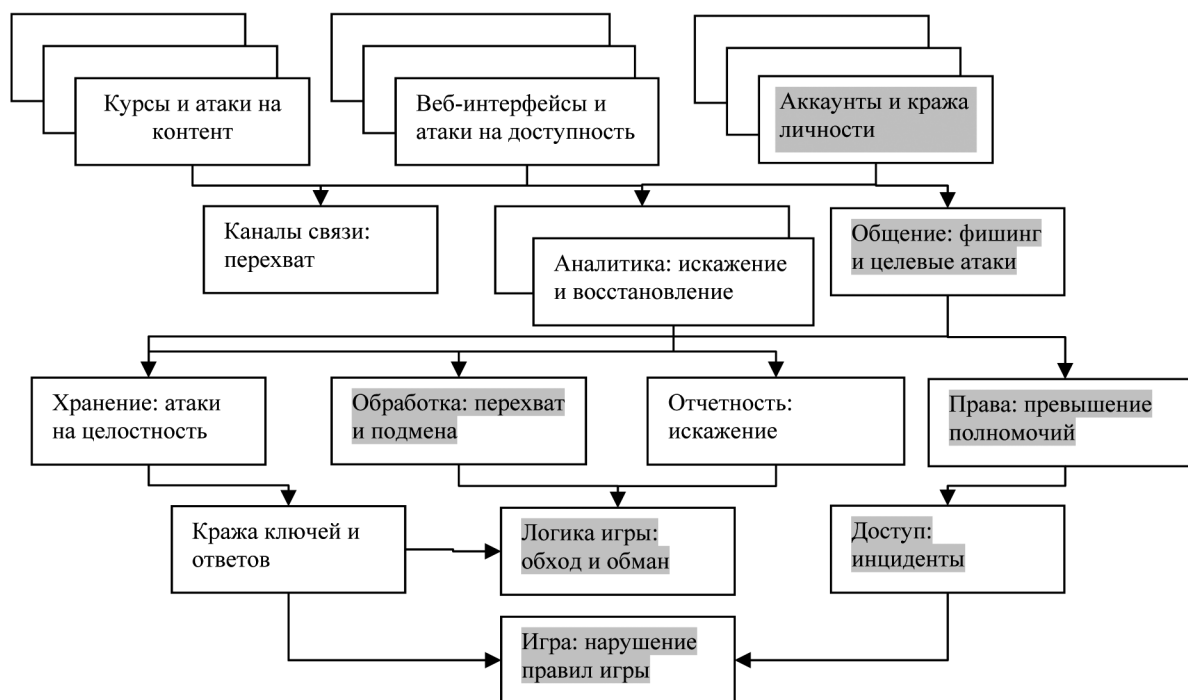 Курсы и атаки на
контент
Веб-интерфейсы и
атаки на доступность
Аккаунты и кража
личности
Каналы связи:
перехват
Аналитика: искажение
и восстановление
Общение: фишинг
и целевые атаки
Хранение: атаки
на целостность
Обработка: перехват
и подмена
Отчетность:
искажение
Права: превышение
полномочий
Кража ключей и
ответов
Логика игры:
обход и обман
Доступ:
инциденты
Игра: нарушение
правил игры